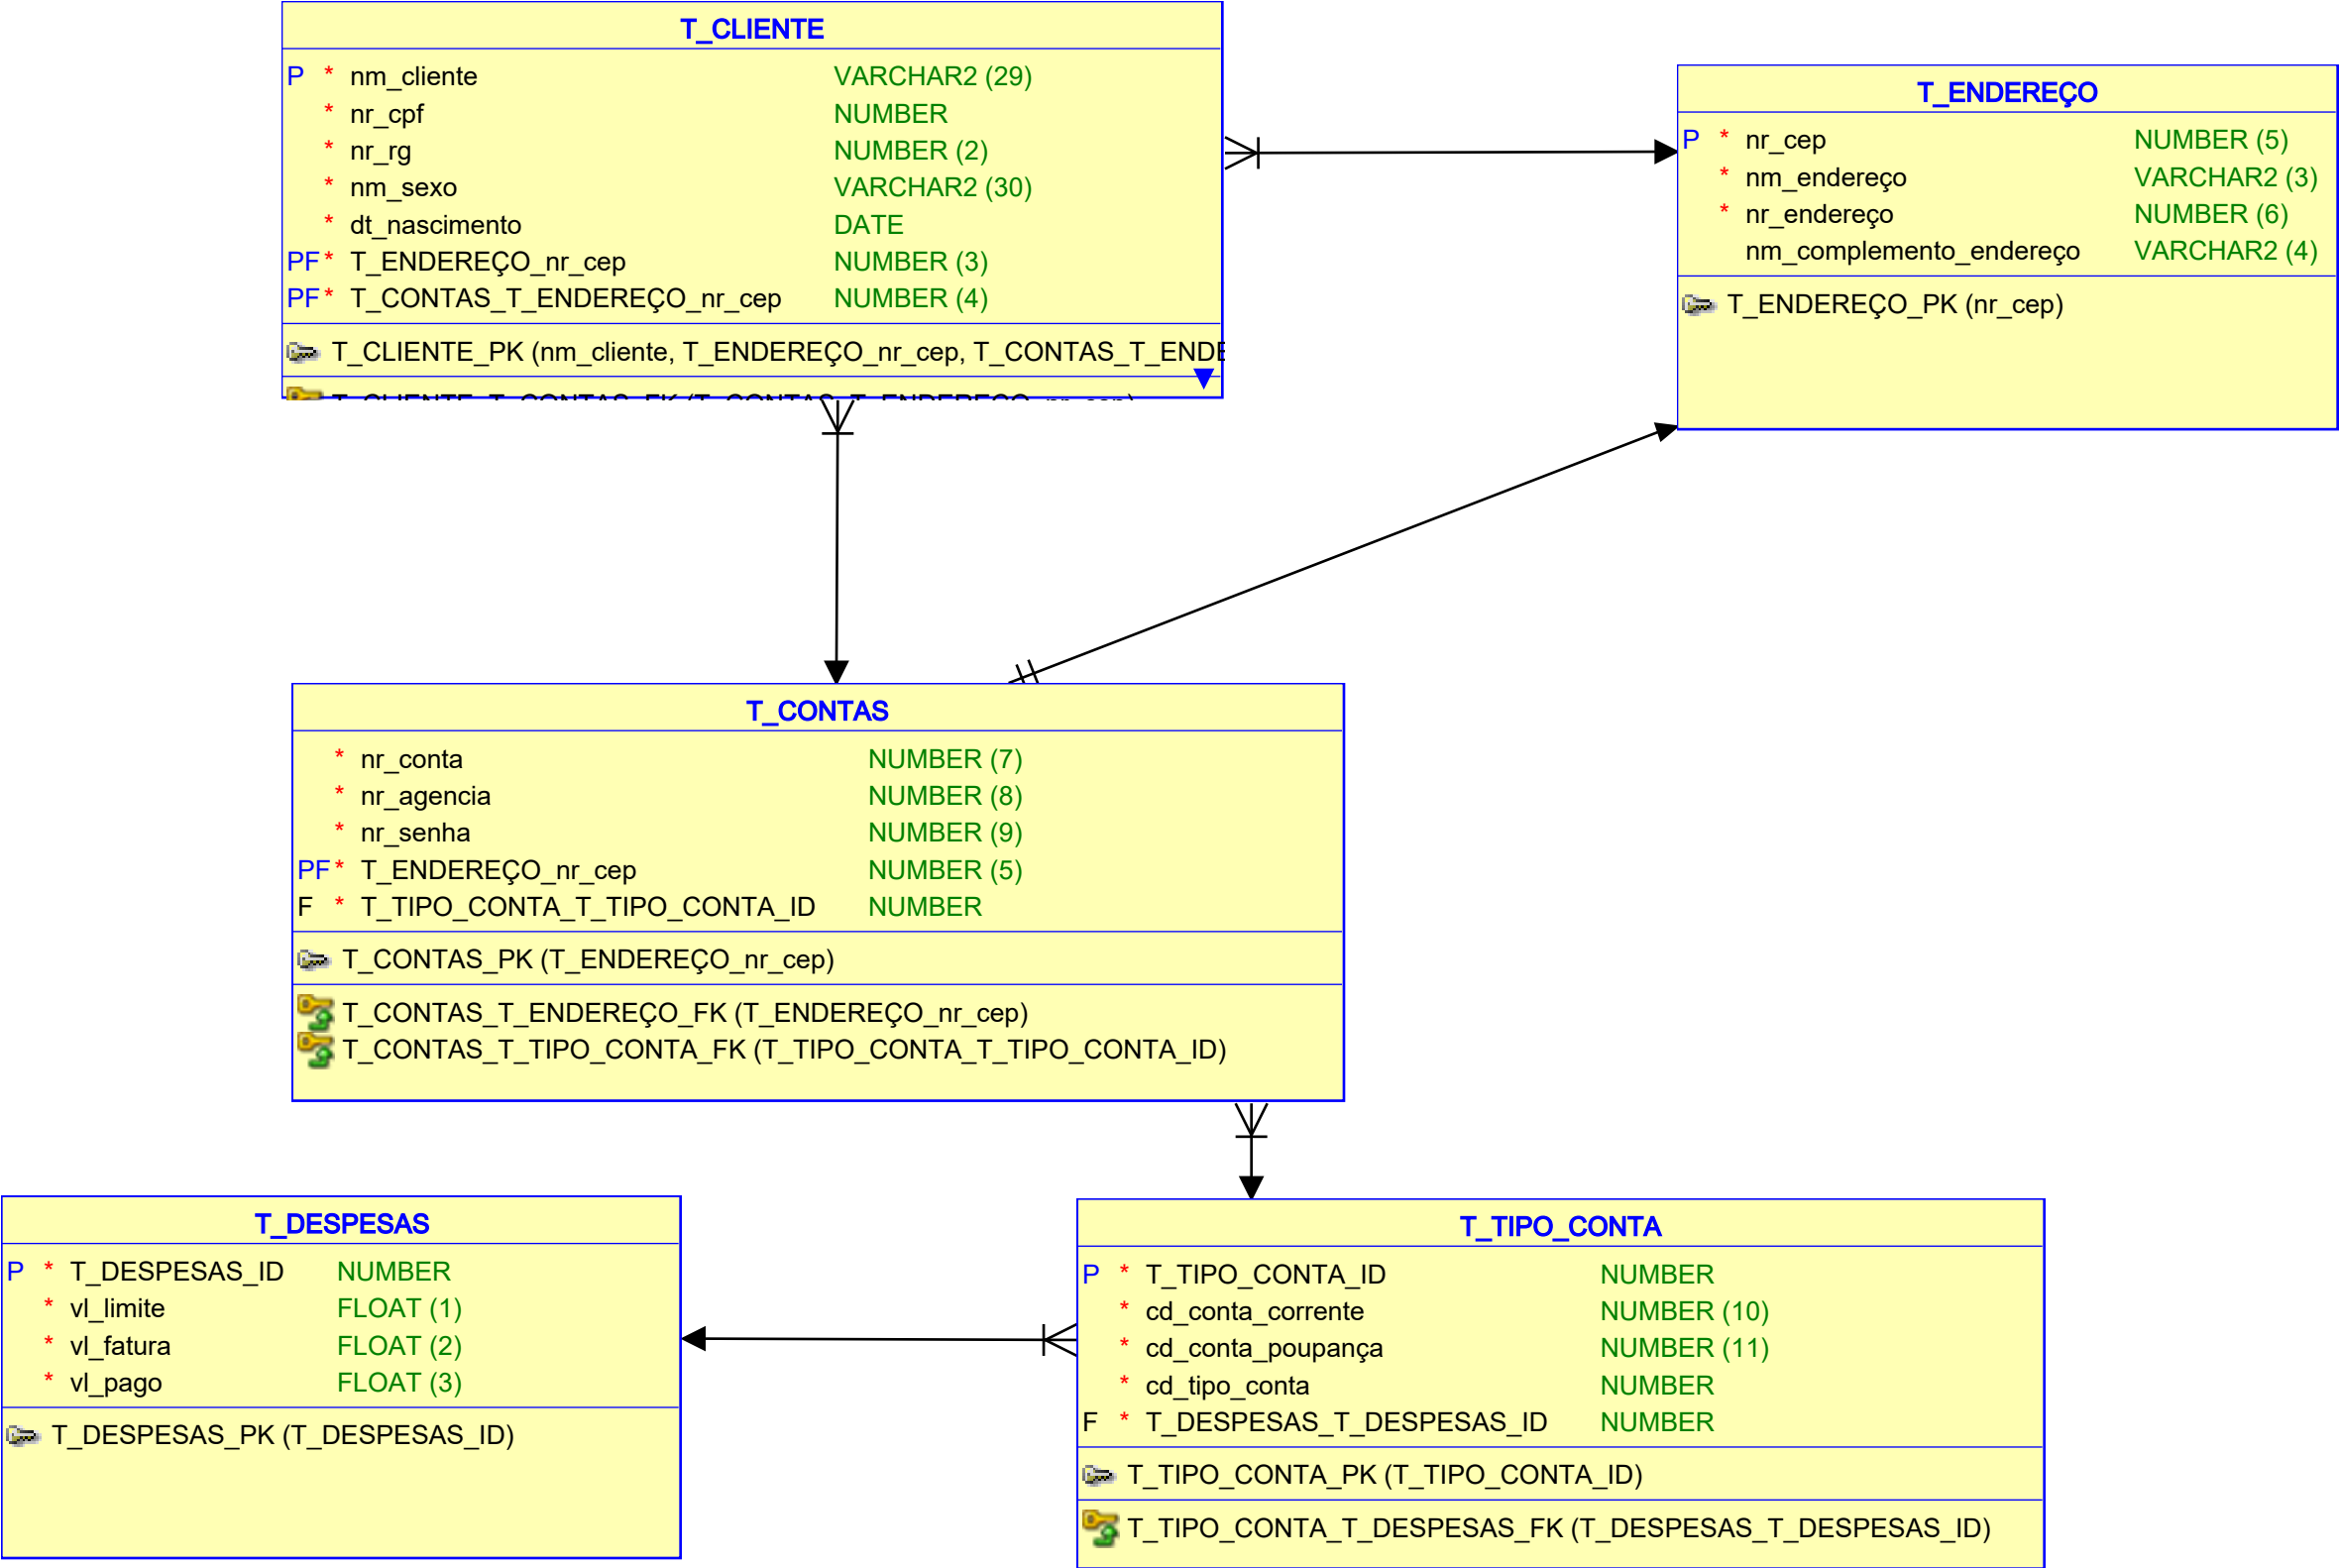 T_CLIENTE
P * nm_cliente VARCHAR2 (29)
* nr_cpf NUMBER
* nr_rg NUMBER (2)
* nm_sexo VARCHAR2 (30)
* dt_nascimento DATE
PF* T_ENDEREÇO_nr_cep NUMBER (3)
PF* T_CONTAS_T_ENDEREÇO_nr_cep NUMBER (4)
T_CLIENTE_PK (nm_cliente, T_ENDEREÇO_nr_cep, T_CONTAS_T_ENDE
T_ENDEREÇO
P * nr_cep NUMBER (5)
* nm_endereço VARCHAR2 (3)
* nr_endereço NUMBER (6)
nm_complemento_endereço VARCHAR2 (4)
T_ENDEREÇO_PK (nr_cep)
T_CONTAS
* nr_conta NUMBER (7)
* nr_agencia NUMBER (8)
* nr_senha NUMBER (9)
PF* T_ENDEREÇO_nr_cep NUMBER (5)
F * T_TIPO_CONTA_T_TIPO_CONTA_ID NUMBER
T_CONTAS_PK (T_ENDEREÇO_nr_cep)
T_CONTAS_T_ENDEREÇO_FK (T_ENDEREÇO_nr_cep)
T_CONTAS_T_TIPO_CONTA_FK (T_TIPO_CONTA_T_TIPO_CONTA_ID)
T_DESPESAS
P * T_DESPESAS_ID NUMBER
* vl_limite FLOAT (1)
* vl_fatura FLOAT (2)
* vl_pago FLOAT (3)
T_DESPESAS_PK (T_DESPESAS_ID)
T_TIPO_CONTA
P * T_TIPO_CONTA_ID NUMBER
* cd_conta_corrente NUMBER (10)
* cd_conta_poupança NUMBER (11)
* cd_tipo_conta NUMBER
F * T_DESPESAS_T_DESPESAS_ID NUMBER
T_TIPO_CONTA_PK (T_TIPO_CONTA_ID)
T_TIPO_CONTA_T_DESPESAS_FK (T_DESPESAS_T_DESPESAS_ID)